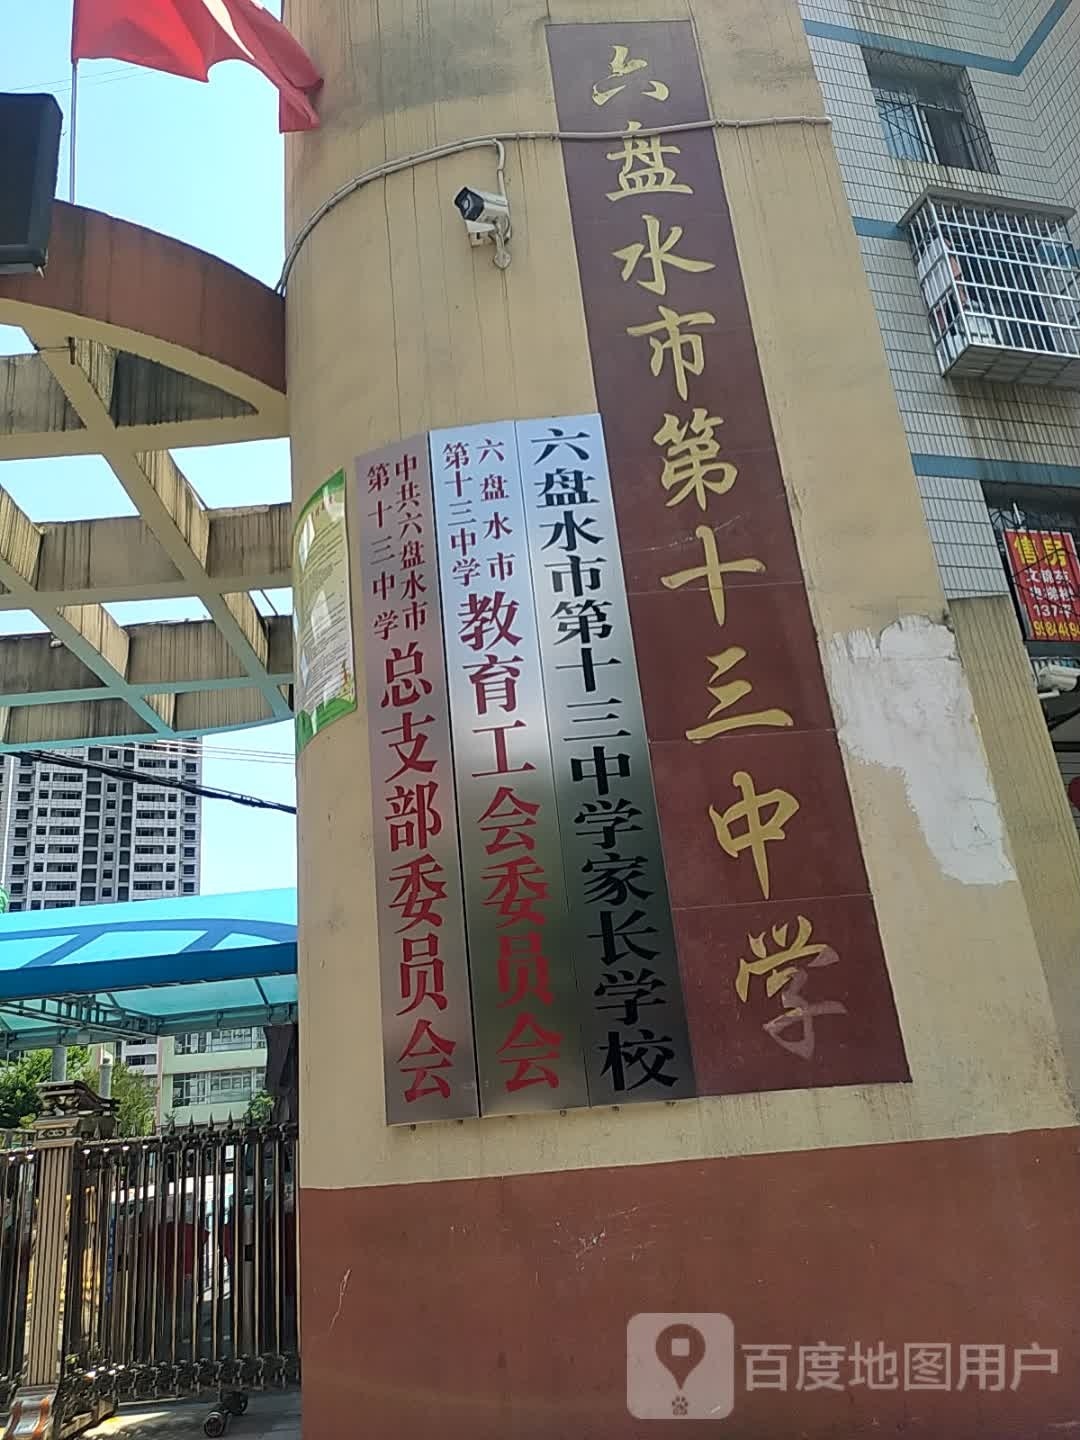 六盘水市第十三中学
六盘水市第十三中学家长学校
六盘水市
第十三中学
教育工会委员会
中共六盘水市
第十三中学
总支部委员会
售房
百度地图用户